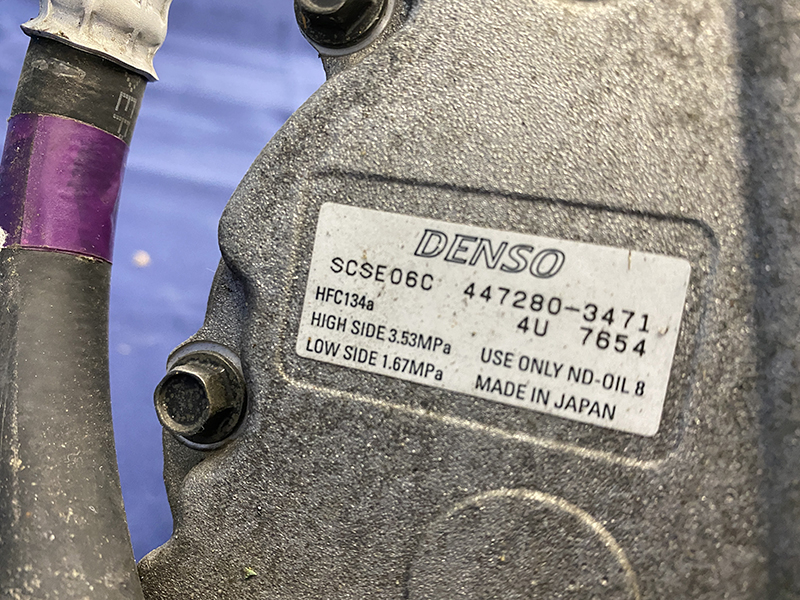 DENSO
SCSE06C 447280-3471
HFC134a 4U 7654
HIGH SIDE 3.53MPa USE ONLY ND-OIL 8
LOW SIDE 1.67MPa MADE IN JAPAN